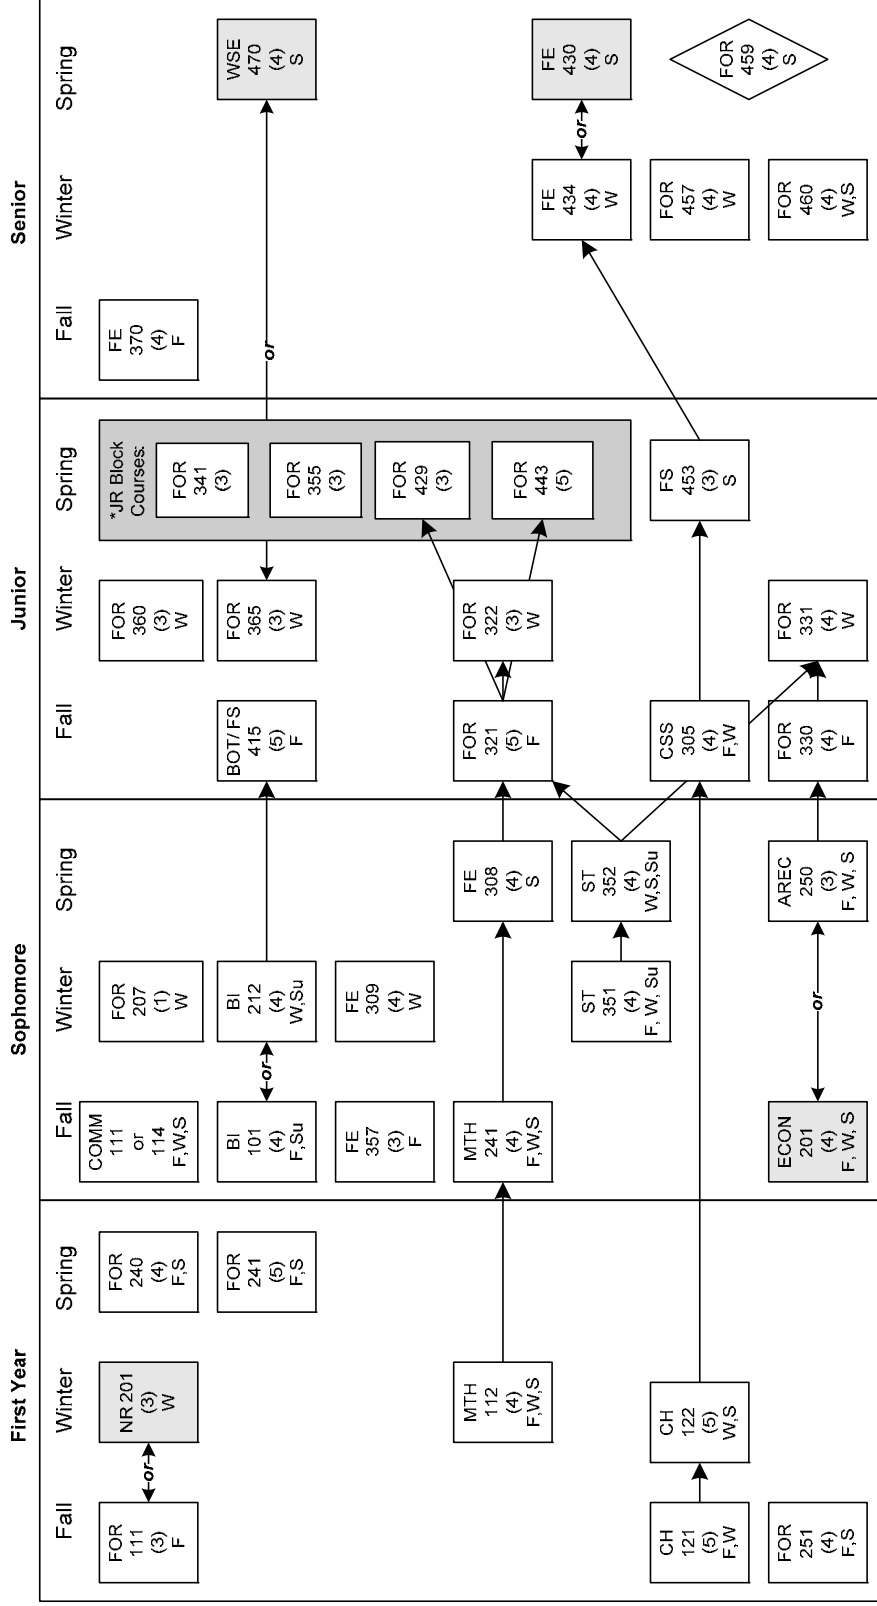 First Year
Sophomore
Junior
Senior
Fall
Winter
Spring
Fall
Winter
Spring
Fall
Winter
Spring
Fall
Winter
Spring
FOR
111
(3)
F
or
NR 201
(3)
W
FOR
240
(4)
F,S
COMM
111
or
114
F,W,S
FOR
207
(1)
W
FOR
360
(3)
W
*JR Block
Courses:
FE
370
(4)
F
FOR
241
(5)
F,S
BI
101
(4)
F,Su
or
BI
212
(4)
W,Su
BOT/ FS
415
(5)
F
FOR
365
(3)
W
FOR
341
(3)
or
WSE
470
(4)
S
FOR
355
(3)
FE
357
(3)
F
FE
309
(4)
W
FOR
429
(3)
MTH
112
(4)
F,W,S
MTH
241
(4)
F,W,S
FE
308
(4)
S
FOR
321
(5)
F
FOR
322
(3)
W
FOR
443
(5)
FE
434
(4)
W
or
FE
430
(4)
S
ST
351
(4)
F, W, Su
ST
352
(4)
W,S,Su
CH
121
(5)
F,W
CH
122
(5)
W,S
CSS
305
(4)
F,W
FS
453
(3)
S
FOR
457
(4)
W
FOR
459
(4)
S
FOR
251
(4)
F,S
ECON
201
(4)
F, W, S
or
AREC
250
(3)
F, W, S
FOR
330
(4)
F
FOR
331
(4)
W
FOR
460
(4)
W,S